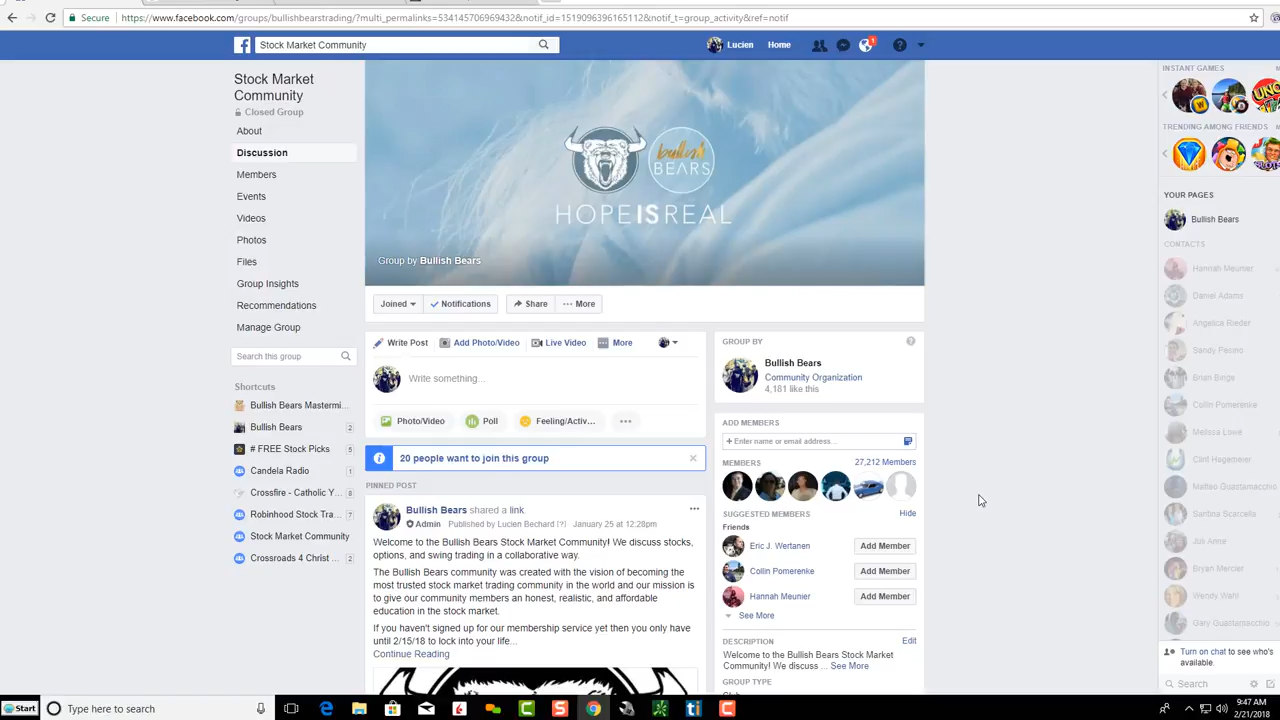 Secure
https://www.facebook.com/groups/bullishbearstrading/?multi_permalinks=534145706969432&notif_id=1519096396165112&notif_t=group_activity&ref=notif
Stock Market Community
Lucien
Home
1
Stock Market
Community
Closed Group
About
Discussion
Members
Events
Videos
Photos
Files
Group Insights
Recommendations
Manage Group
Search this group
Shortcuts
Bullish Bears Mastermi...
Bullish Bears 2
# FREE Stock Picks 5
Candela Radio 1
Crossfire - Catholic Y... 8
Robinhood Stock Tra... 7
Stock Market Community
Crossroads 4 Christ ... 2
bullish
BEARS
HOPE IS REAL
Group by Bullish Bears
Joined
Notifications
Share
More
Write Post
Add Photo/Video
Live Video
More
Write something...
Photo/Video
Poll
Feeling/Activ...
20 people want to join this group
PINNED POST
Bullish Bears shared a link.
Admin Published by Lucien Bechard [?] January 25 at 12:28pm
Welcome to the Bullish Bears Stock Market Community! We discuss stocks,
options, and swing trading in a collaborative way.
The Bullish Bears community was created with the vision of becoming the
most trusted stock market trading community in the world and our mission is
to give our community members an honest, realistic, and affordable
education in the stock market.
If you haven't signed up for our membership service yet then you only have
until 2/15/18 to lock into your life...
Continue Reading
GROUP BY
Bullish Bears
Community Organization
4,181 like this
ADD MEMBERS
+ Enter name or email address...
MEMBERS
27,212 Members
SUGGESTED MEMBERS
Hide
Friends
Eric J. Wertanen
Add Member
Collin Pomerenke
Add Member
Hannah Meunier
Add Member
See More
DESCRIPTION
Edit
Welcome to the Bullish Bears Stock Market
Community! We discuss ... See More
GROUP TYPE
INSTANT GAMES
UNO
TRENDING AMONG FRIENDS
YOUR PAGES
Bullish Bears
CONTACTS
Hannah Meunier
Daniel Adams
Angelica Rieder
Sandy Pesino
Brian Binge
Collin Pomerenke
Melissa Lowe
Clint Hagemeier
Matteo Guastamacchio
Santina Scarcella
Juli Anne
Bryan Mercier
Wendy Wahl
Gary Guastamacchio
Turn on chat to see who's
available.
Search
Start
Type here to search
9:47 AM
2/21/2018